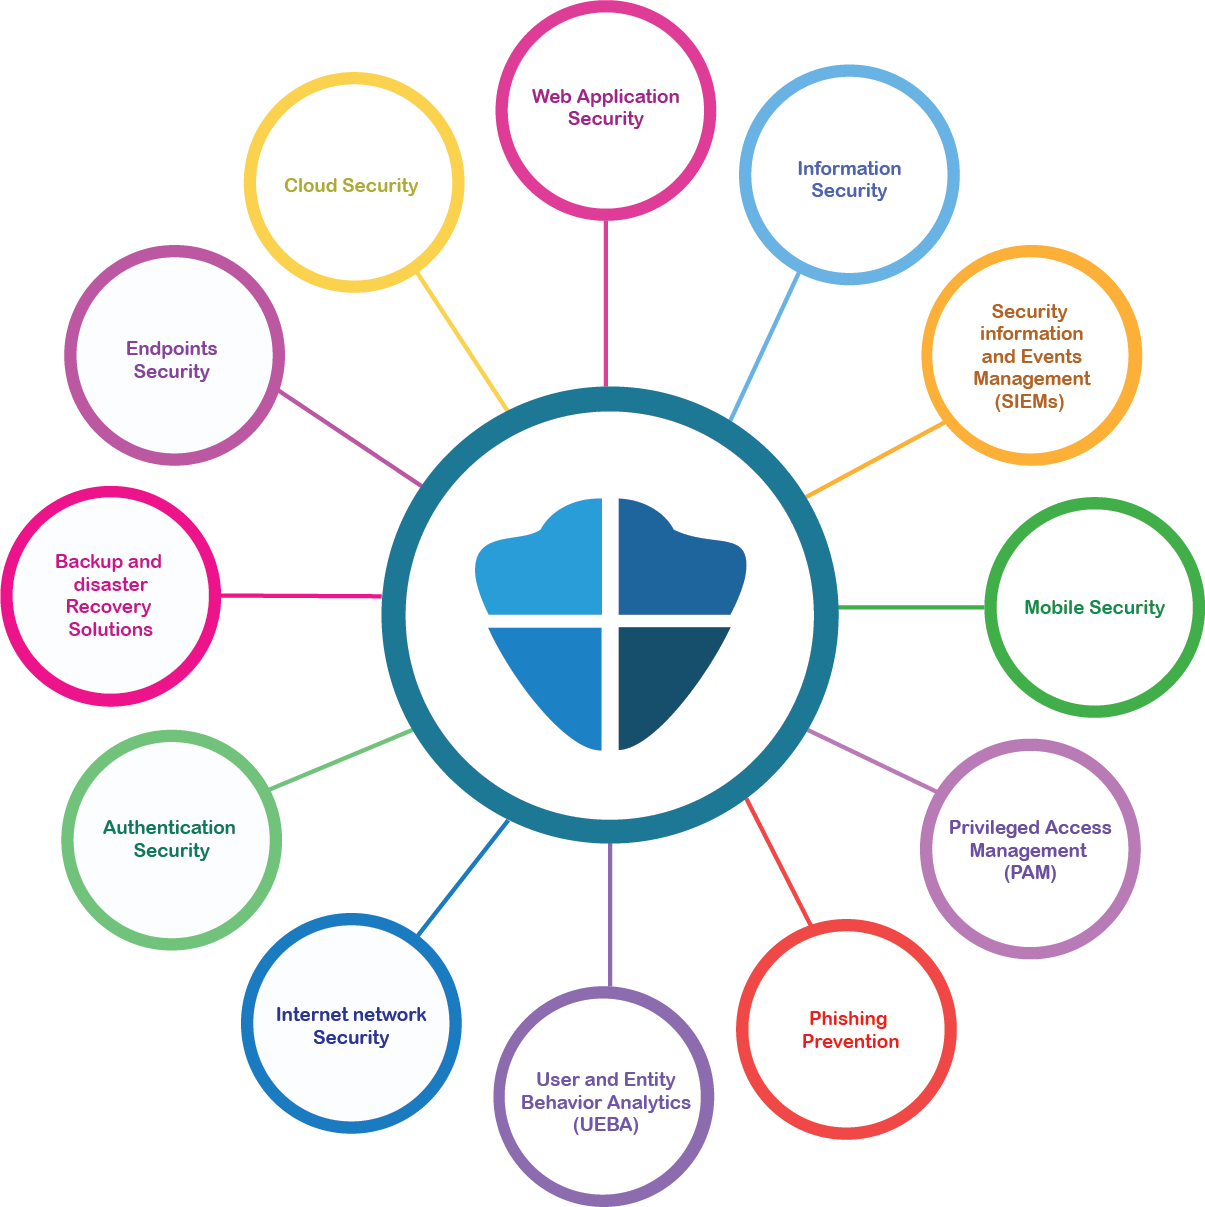 Web Application
Security
Information
Security
Security
information
and Events
Management
(SIEMs)
Mobile Security
Privileged Access
Management
(PAM)
Phishing
Prevention
User and Entity
Behavior Analytics
(UEBA)
Internet network
Security
Authentication
Security
Backup and
disaster
Recovery
Solutions
Endpoints
Security
Cloud Security